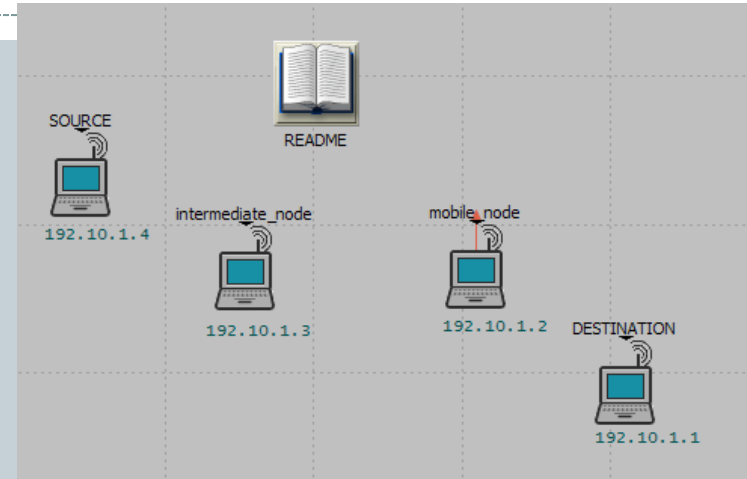 SOURCE
192.10.1.4
README
intermediate_node
192.10.1.3
mobile_node
192.10.1.2
DESTINATION
192.10.1.1